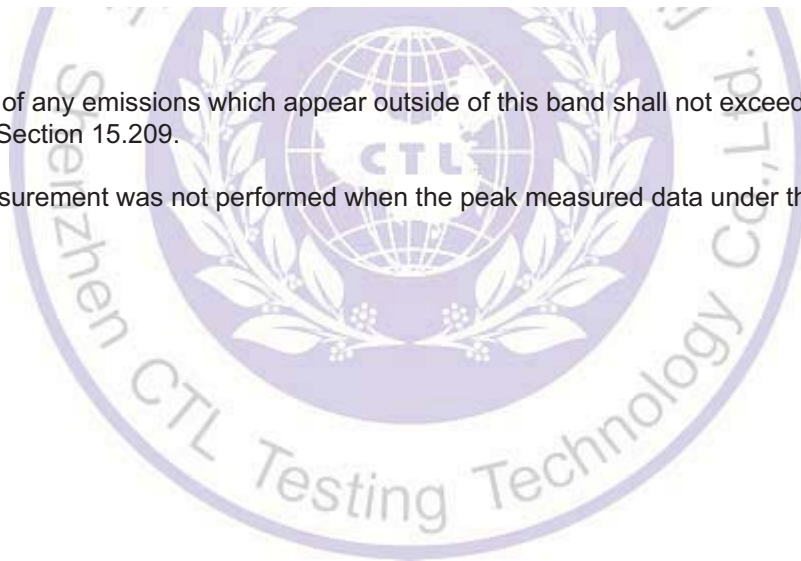 of any emissions which appear outside of this band shall not exceed
Section 15.209.
surement was not performed when the peak measured data under th
CTL
Shenzhen CTL Testing Technology Co.,Ltd.